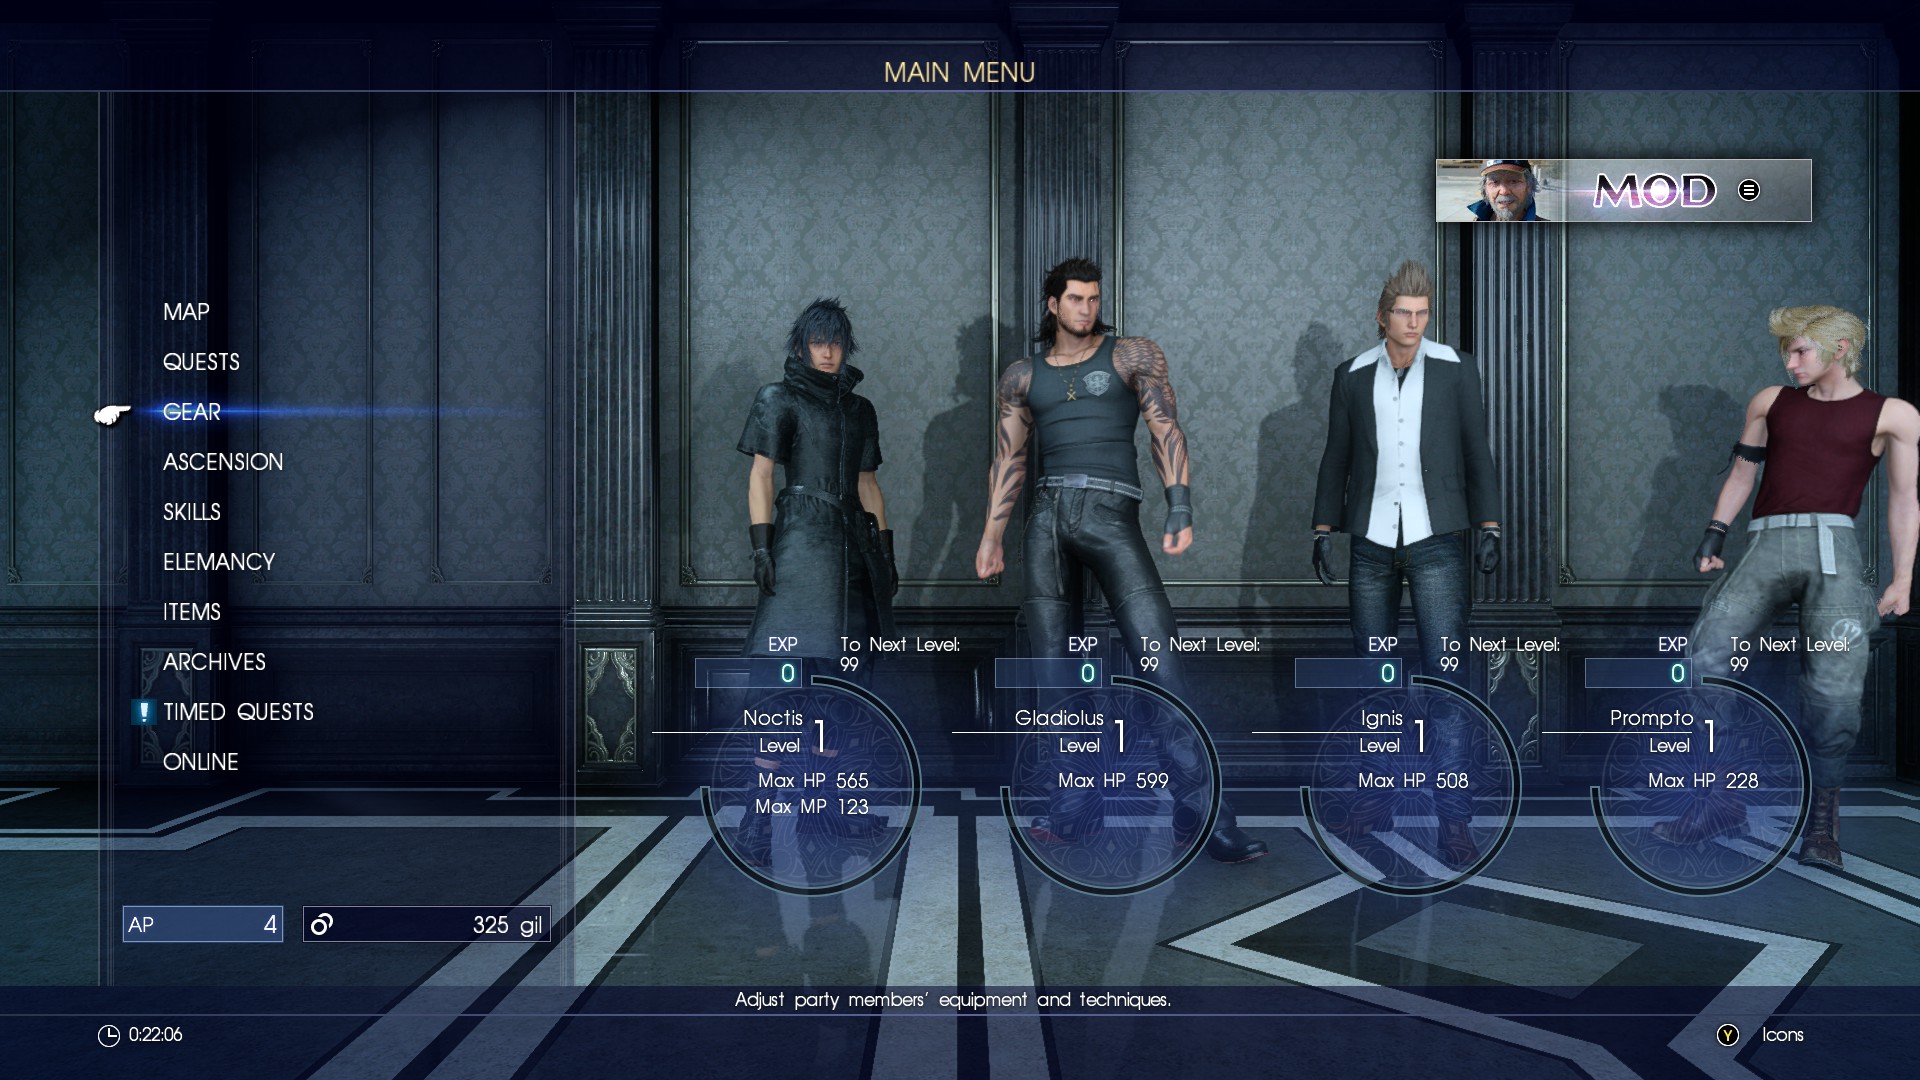 MAIN MENU
MOD
MAP
QUESTS
GEAR
ASCENSION
SKILLS
ELEMANCY
ITEMS
ARCHIVES
! TIMED QUESTS
ONLINE
EXP To Next Level:
0 99
Noctis 1
Level
Max HP 565
Max MP 123
EXP To Next Level:
0 99
Gladiolus 1
Level
Max HP 599
EXP To Next Level:
0 99
Ignis 1
Level
Max HP 508
EXP To Next Level:
0 99
Prompto 1
Level
Max HP 228
AP 4
325 gil
Adjust party members' equipment and techniques.
0:22:06
Y Icons